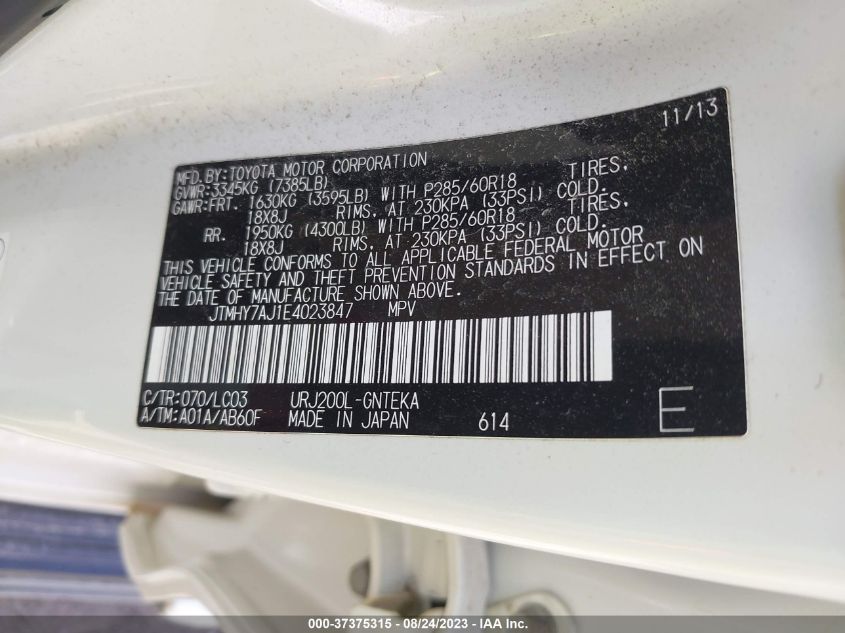 11/13
MFD. BY: TOYOTA MOTOR CORPORATION
GVWR: 3345KG (7385LB)
GAWR: FRT. 1630KG (3595LB) WITH P285/60R18 TIRES,
18X8J RIMS, AT 230KPA (33PSI) COLD.
RR. 1950KG (4300LB) WITH P285/60R18 TIRES,
18X8J RIMS, AT 230KPA (33PSI) COLD.
THIS VEHICLE CONFORMS TO ALL APPLICABLE FEDERAL MOTOR
VEHICLE SAFETY AND THEFT PREVENTION STANDARDS IN EFFECT ON
THE DATE OF MANUFACTURE SHOWN ABOVE.
JTMHY7AJ1E4023847 MPV
C/TR: 070/LC03 URJ200L-GNTEKA
A/TM: A01A/AB60F MADE IN JAPAN 614 E
000-37375315 - 08/24/2023 - IAA Inc.